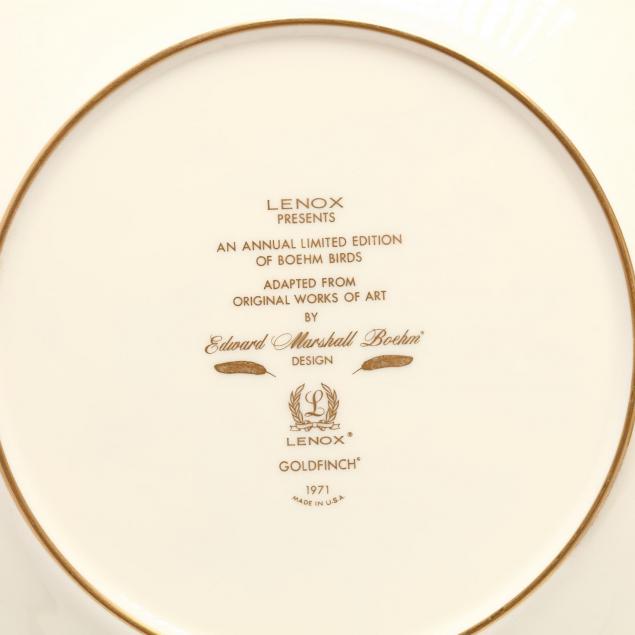 LENOX
PRESENTS
AN ANNUAL LIMITED EDITION
OF BOEHM BIRDS
ADAPTED FROM
ORIGINAL WORKS OF ART
BY
Edward Marshall Boehm®
DESIGN
L
LENOX®
GOLDFINCH©
1971
MADE IN U.S.A.